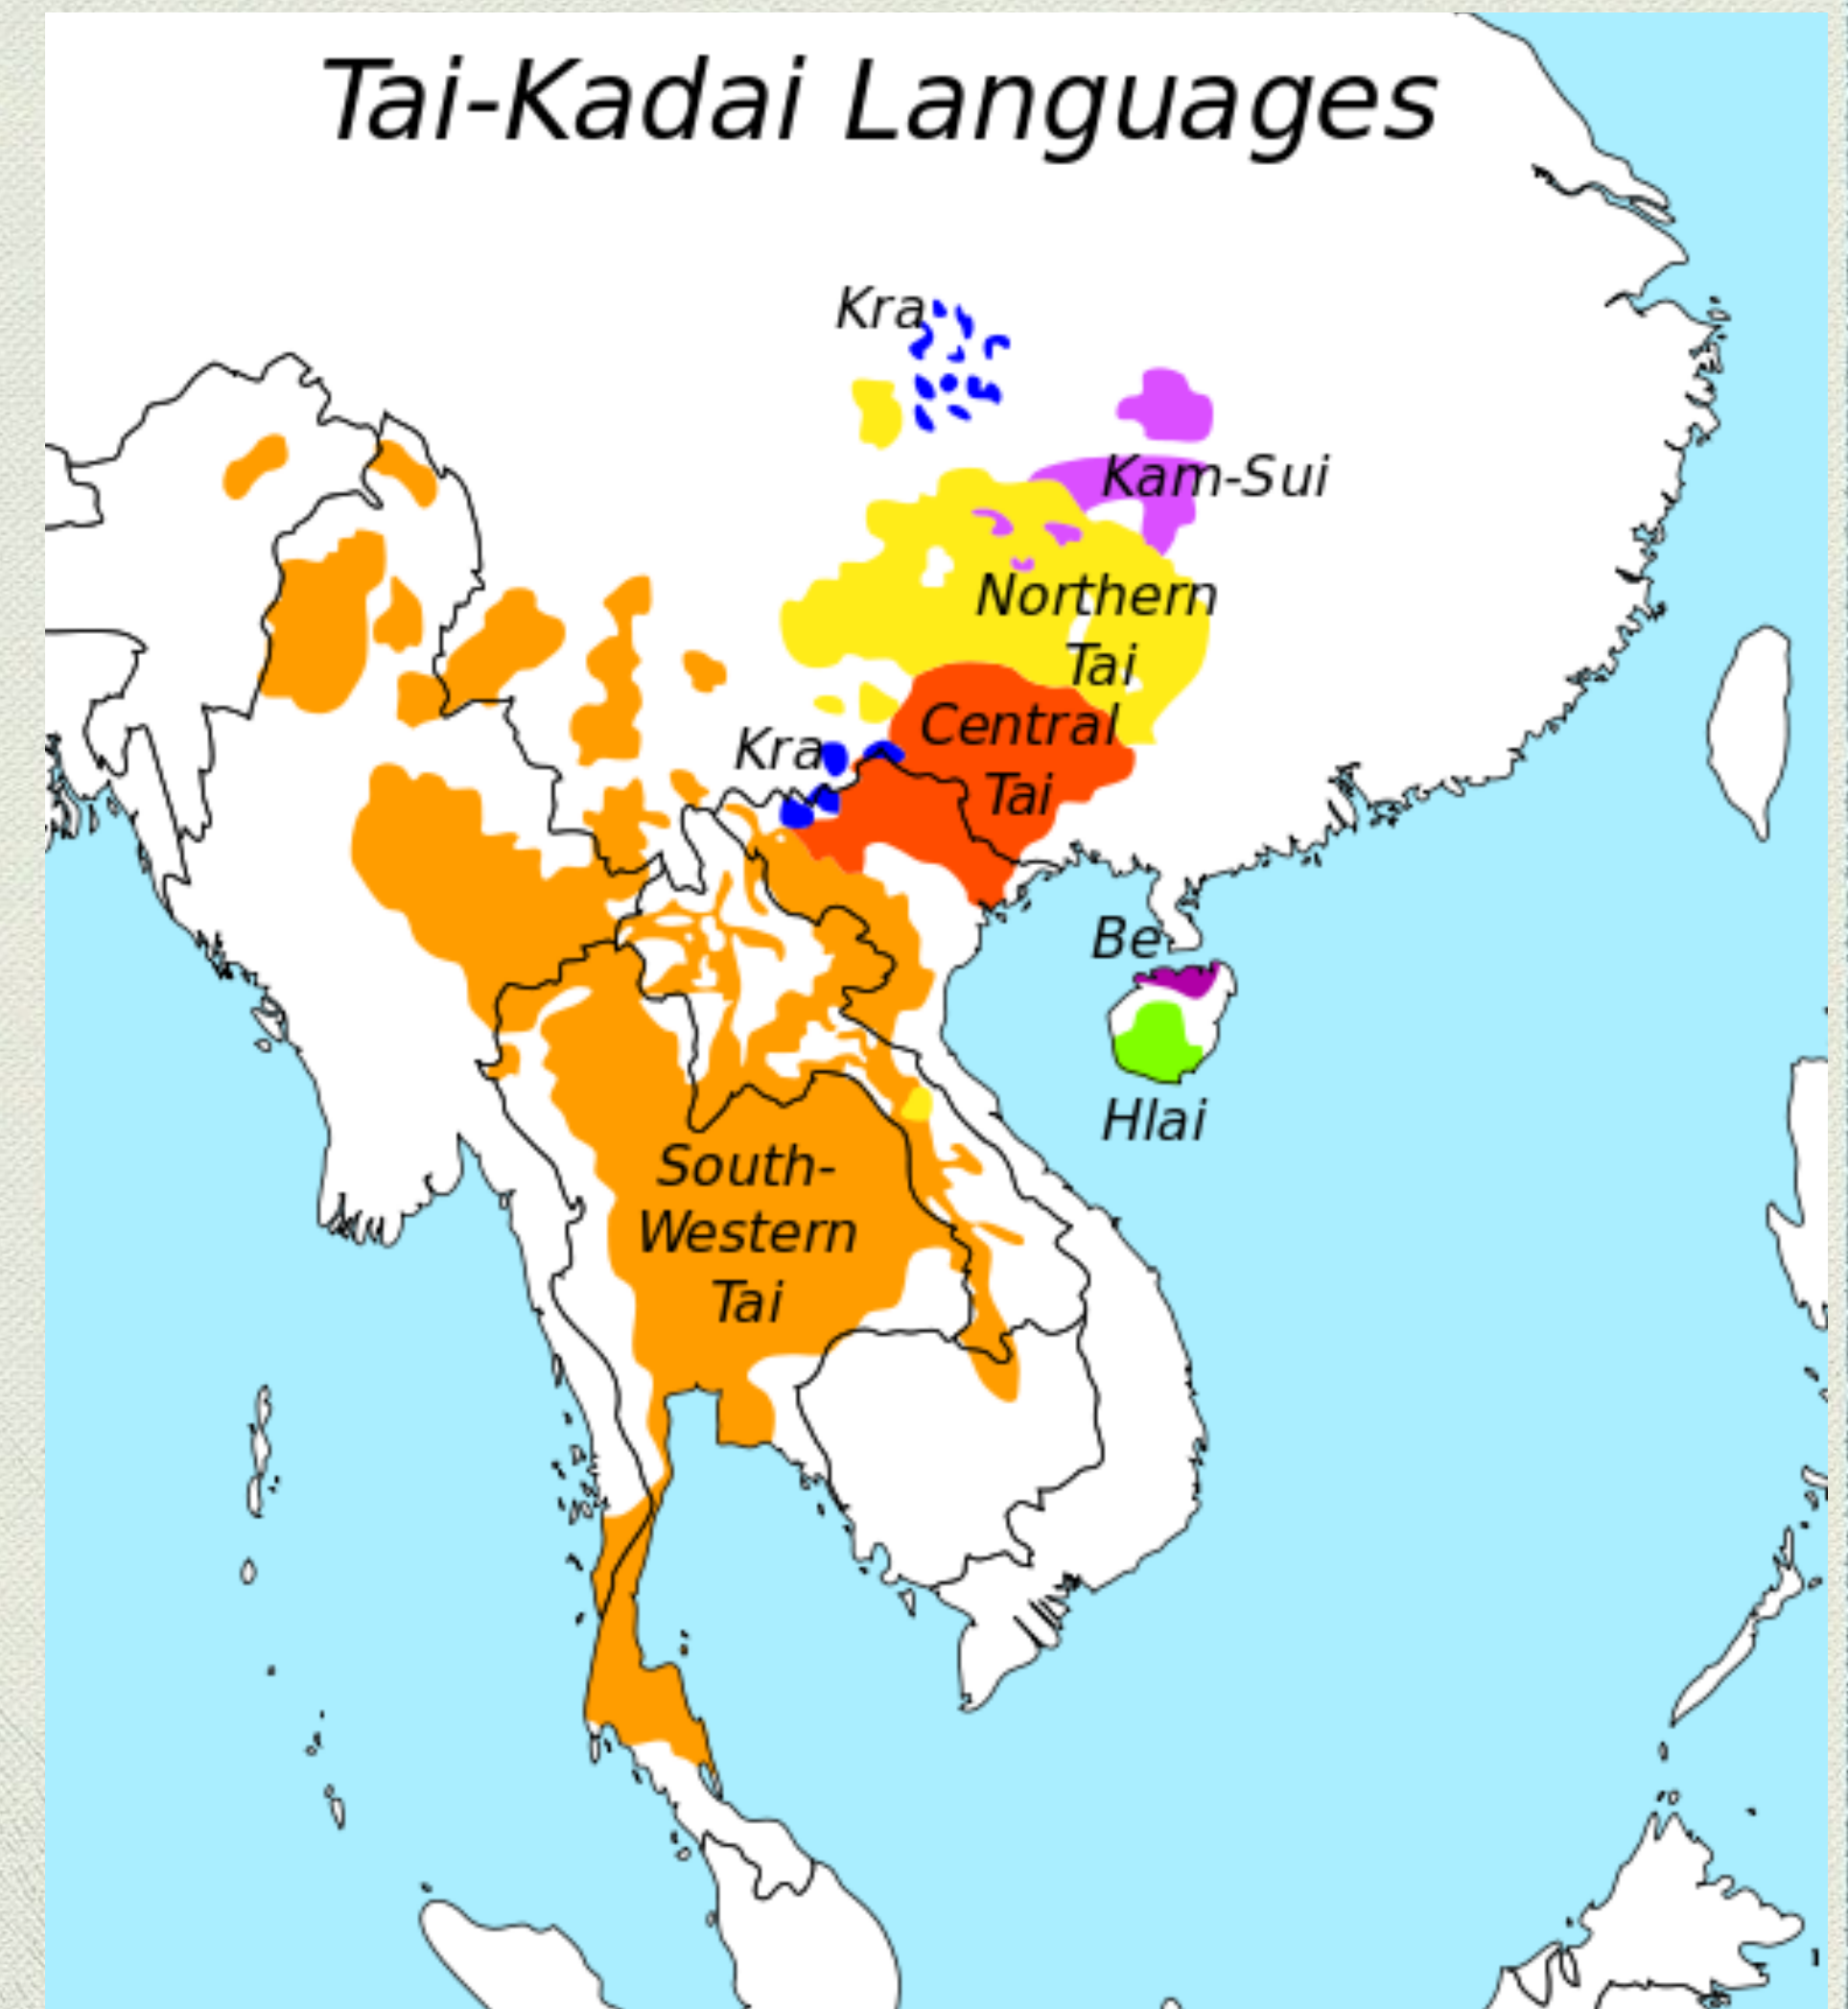 Tai-Kadai Languages
Kra
Kam-Sui
Northern
Tai
Central
Tai
Kra
Be
Hlai
South-
Western
Tai